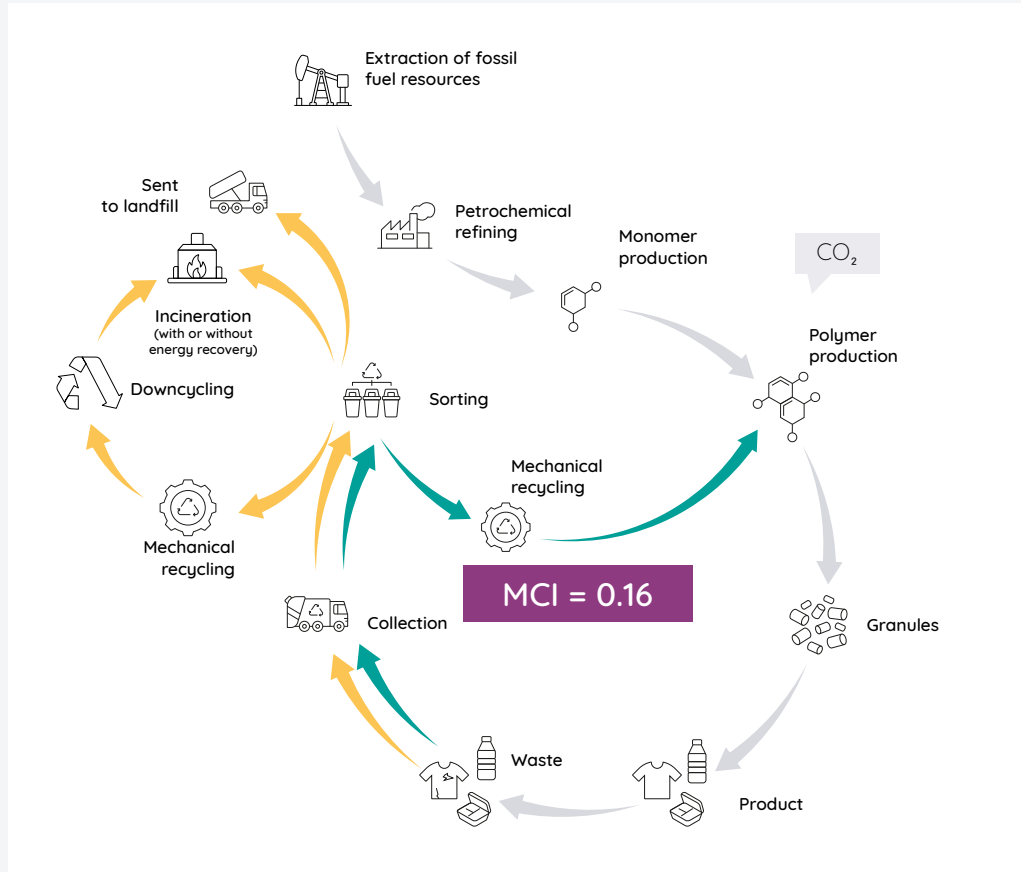 Extraction of fossil
fuel resources
Sent
to landfill
Petrochemical
refining
Monomer
production
CO₂
Incineration
(with or without
energy recovery)
Polymer
production
Downcycling
Sorting
Mechanical
recycling
Mechanical
recycling
MCI = 0.16
Collection
Granules
Waste
Product